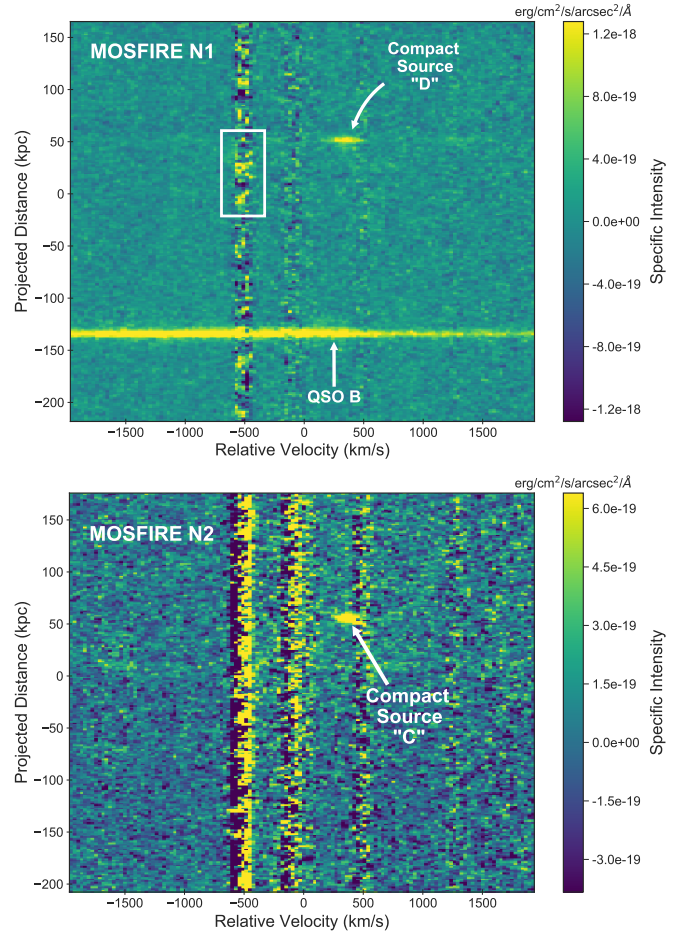 erg/cm²/s/arcsec²/Å
MOSFIRE N1
Compact
Source
"D"
QSO B
150
100
50
0
−50
−100
−150
−200
Projected Distance (kpc)
−1500
−1000
−500
0
500
1000
1500
Relative Velocity (km/s)
1.2e-18
8.0e-19
4.0e-19
0.0e+00
−4.0e-19
−8.0e-19
−1.2e-18
Specific Intensity
erg/cm²/s/arcsec²/Å
MOSFIRE N2
Compact
Source
"C"
150
100
50
0
−50
−100
−150
−200
Projected Distance (kpc)
−1500
−1000
−500
0
500
1000
1500
Relative Velocity (km/s)
6.0e-19
4.5e-19
3.0e-19
1.5e-19
0.0e+00
−1.5e-19
−3.0e-19
Specific Intensity